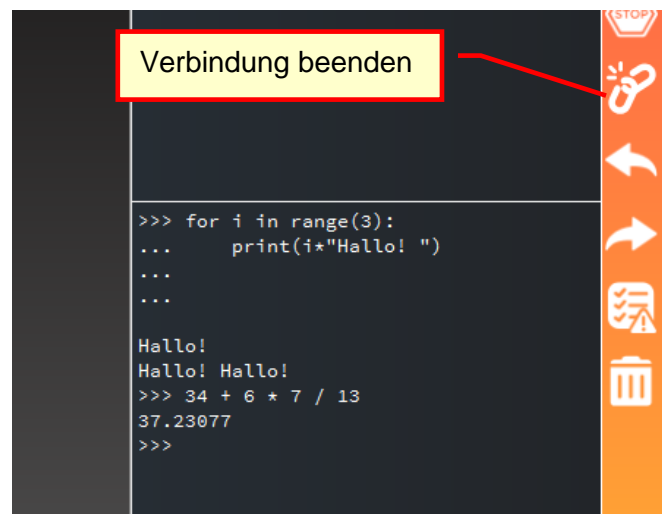 STOP
Verbindung beenden
>>> for i in range(3):
...     print(i*"Hallo! ")
...
...
Hallo!
Hallo! Hallo!
>>> 34 + 6 * 7 / 13
37.23077
>>>